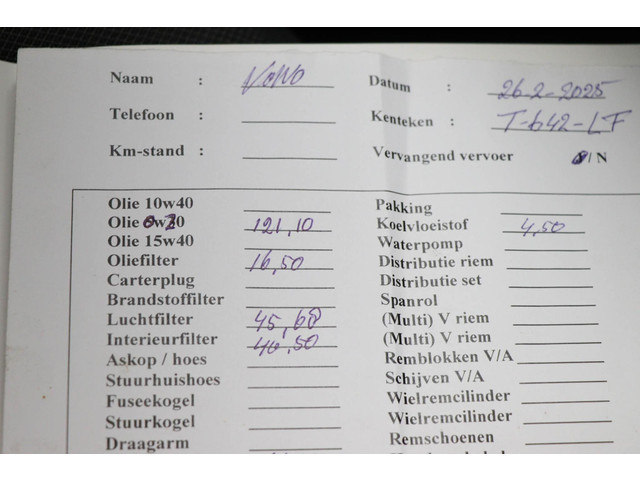 Naam : VoWo Datum : 26-2-2025
Telefoon : Kenteken : T-642-LF
Km-stand : Vervangend vervoer /N
Olie 10w40 Pakking
Olie 0w20 121,10 Koelvloeistof 4,50
Olie 15w40 Waterpomp
Oliefilter 16,50 Distributie riem
Carterplug Distributie set
Brandstoffilter Spanrol
Luchtfilter 45,60 (Multi) V riem
Interieurfilter 46,50 (Multi) V riem
Askop / hoes Remblokken V/A
Stuurhuishoes Schijven V/A
Fuseekogel Wielremcilinder
Stuurkogel Wielremcilinder
Draagarm Remschoenen